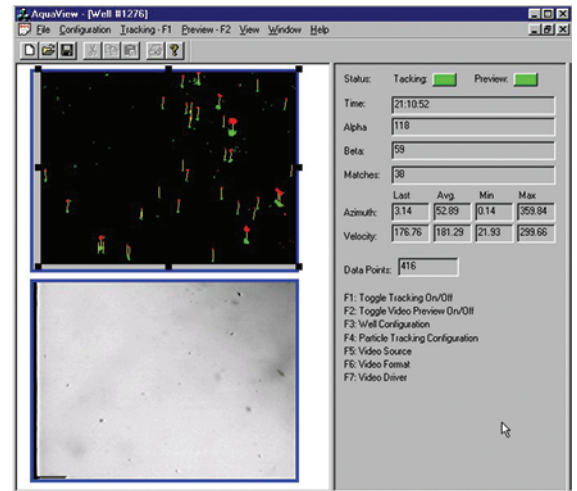 AquaView - [Well #1276]
File Configuration Tracking - F1 Preview - F2 View Window Help
Status: Tacking: Preview:
Time: 21:10:52
Alpha 118
Beta: 59
Matches: 38
Last Avg. Min Max
Azimuth: 3.14 52.89 0.14 359.84
Velocity: 176.76 181.29 21.93 299.66
Data Points: 416
F1: Toggle Tracking On/Off
F2: Toggle Video Preview On/Off
F3: Well Configuration
F4: Particle Tracking Configuration
F5: Video Source
F6: Video Format
F7: Video Driver